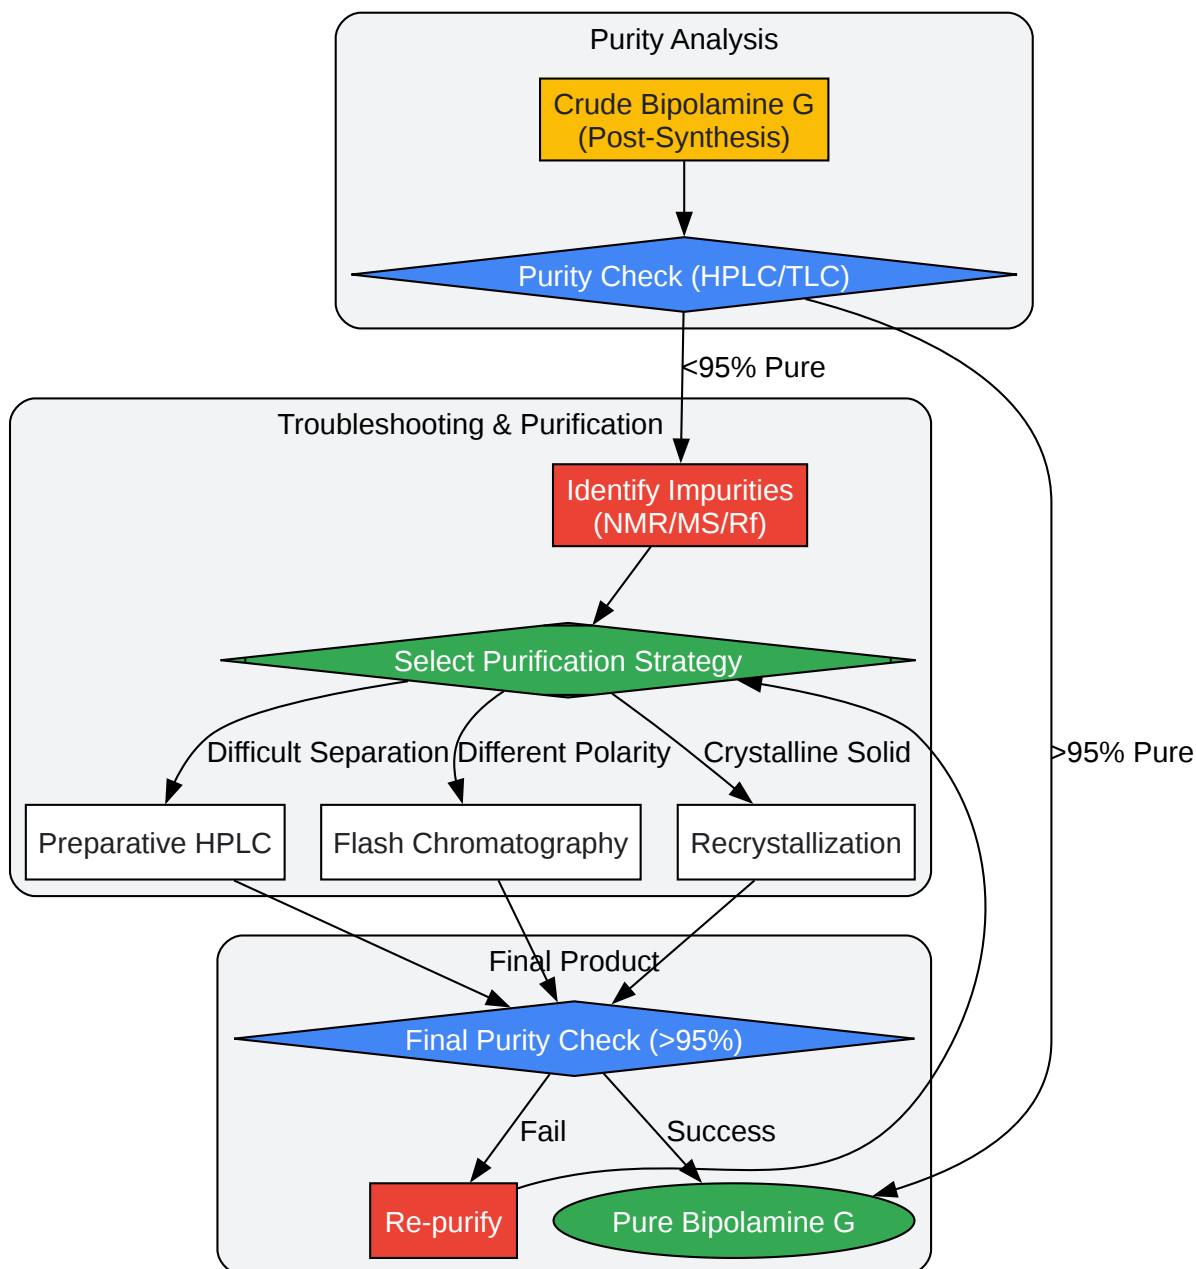 Purity Analysis
Crude Bipolamine G
(Post-Synthesis)
Purity Check (HPLC/TLC)
<95% Pure
Troubleshooting & Purification
Identify Impurities
(NMR/MS/Rf)
Select Purification Strategy
Difficult Separation
Different Polarity
Crystalline Solid
>95% Pure
Preparative HPLC
Flash Chromatography
Recrystallization
Final Product
Final Purity Check (>95%)
Fail
Success
Re-purify
Pure Bipolamine G